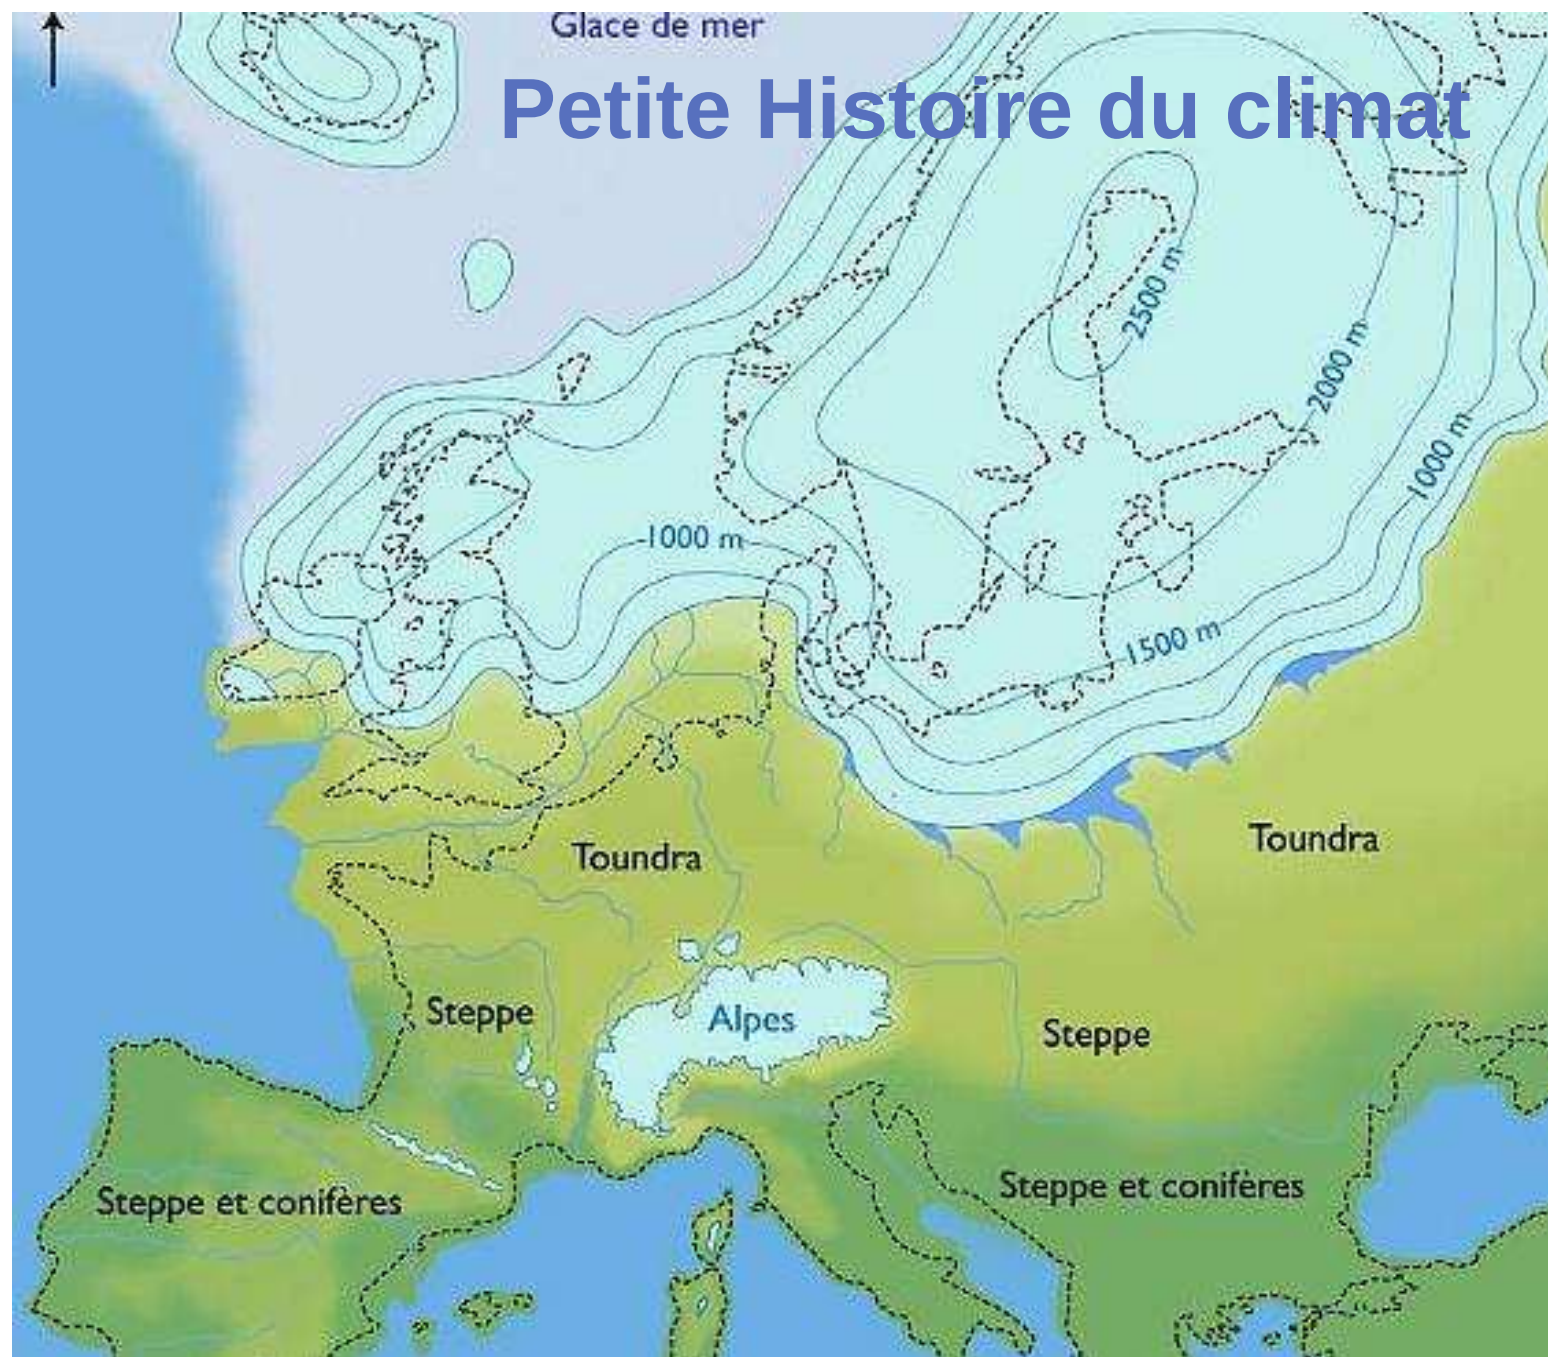 Glace de mer
Petite Histoire du climat
2500 m
2000 m
1000 m
1000 m
1500 m
Toundra
Toundra
Steppe
Alpes
Steppe
Steppe et conifères
Steppe et conifères